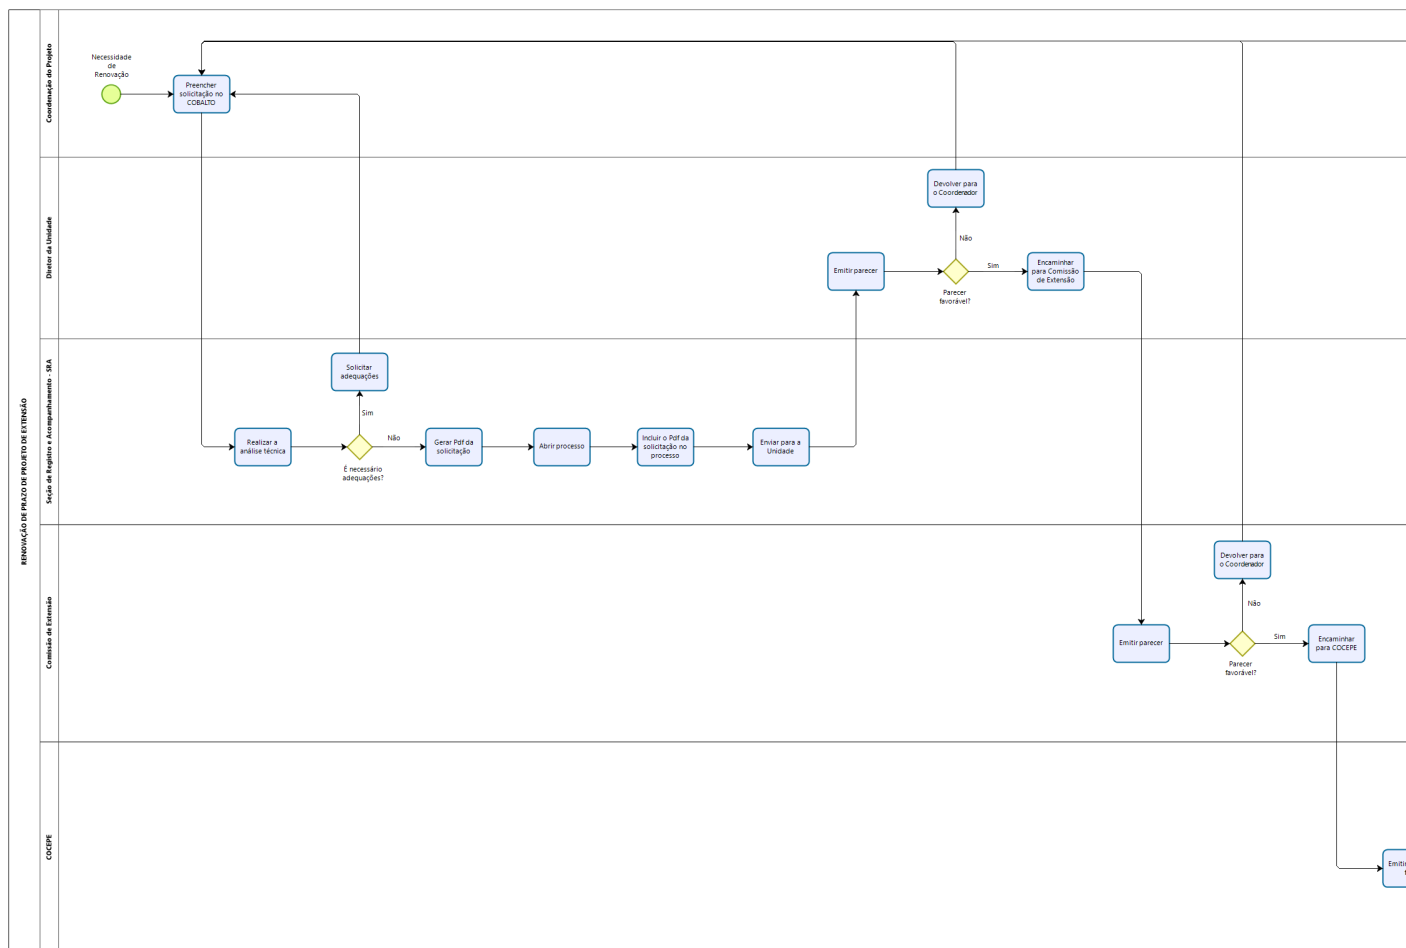 RENOVAÇÃO DE PRAZO DE PROJETO DE EXTENSÃO
Coordenação do Projeto
Necessidade
de
Renovação
Preencher
solicitação no
COBALTO
Diretor da Unidade
Devolver para
o Coordenador
Não
Emitir parecer
Sim
Parecer
favorável?
Encaminhar
para Comissão
de Extensão
Seção de Registro e Acompanhamento - SRA
Solicitar
adequações
Sim
Realizar a
análise técnica
Não
É necessário
adequações?
Gerar Pdf da
solicitação
Abrir processo
Incluir o Pdf da
solicitação no
processo
Enviar para a
Unidade
Comissão de Extensão
Devolver para
o Coordenador
Não
Emitir parecer
Sim
Parecer
favorável?
Encaminhar
para COCEPE
COCEPE